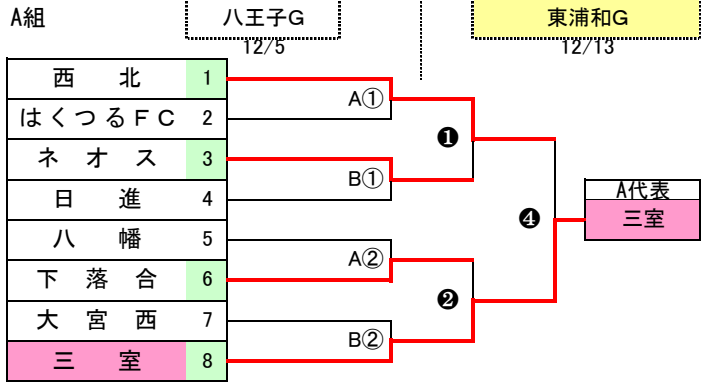 A組 八王子G 東浦和G
12/5 12/13
西 北 1
A①
はくつるFC 2
❶
ネオス 3
B①
日 進 4
A代表
三室
❹
八 幡 5
A②
下落合 6
❷
大宮西 7
B②
三 室 8